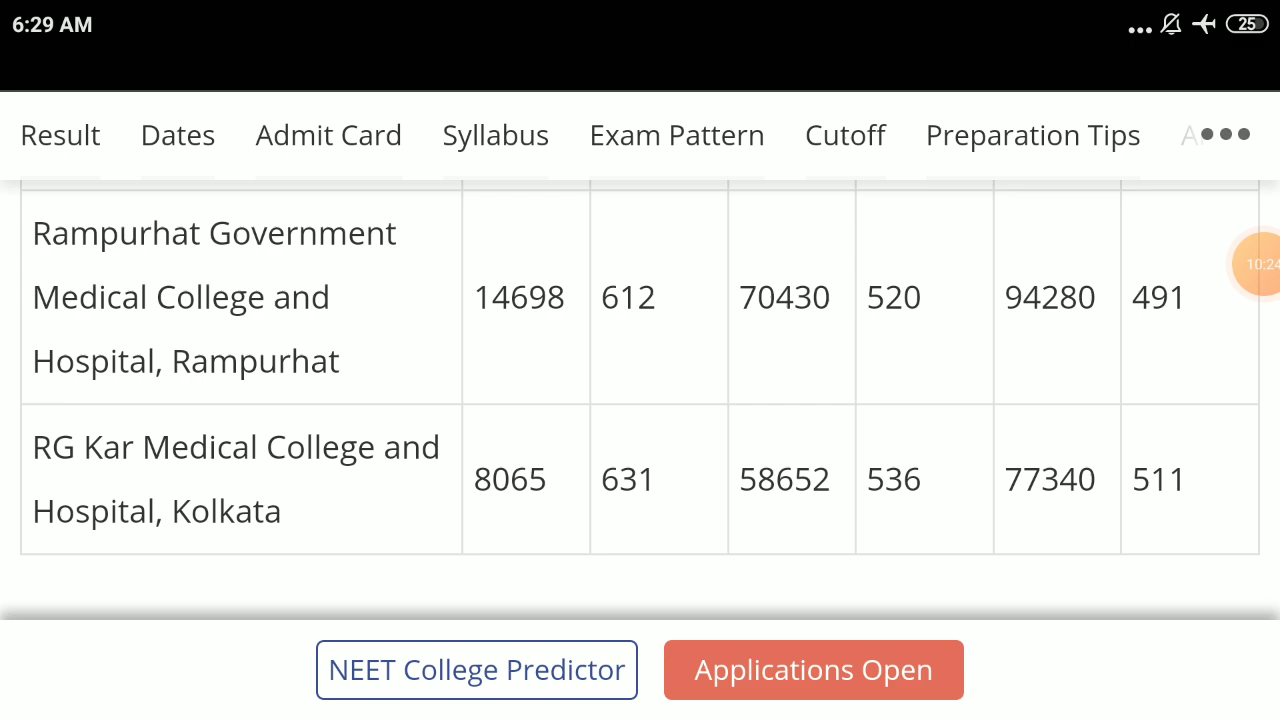 6:29 AM
25
Result Dates Admit Card Syllabus Exam Pattern Cutoff Preparation Tips A
10:24
Rampurhat Government
Medical College and
Hospital, Rampurhat
14698 612 70430 520 94280 491
RG Kar Medical College and
Hospital, Kolkata
8065 631 58652 536 77340 511
NEET College Predictor
Applications Open